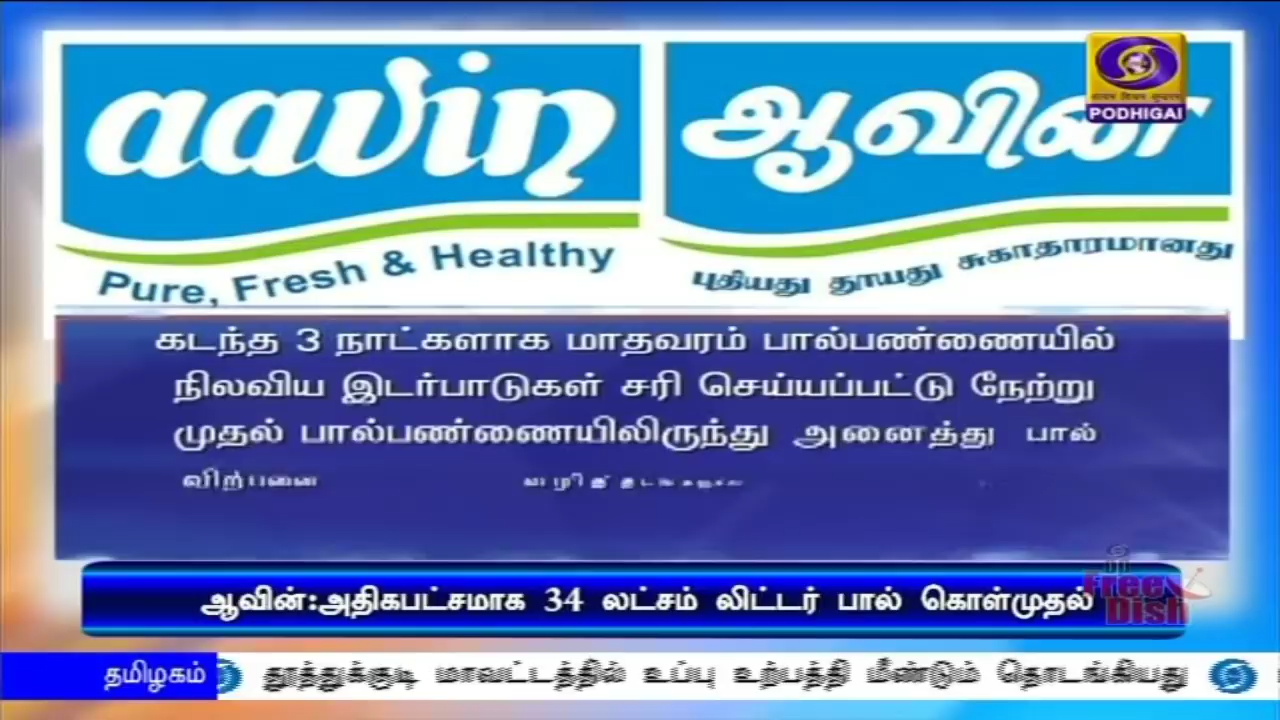 aavin
Pure, Fresh & Healthy
ஆவின்
புதியது தூயது சுகாதாரமானது
PODHIGAI
கடந்த 3 நாட்களாக மாதவரம் பால்பண்ணையில்
நிலவிய இடர்பாடுகள் சரி செய்யப்பட்டு நேற்று
முதல் பால்பண்ணையிலிருந்து அனைத்து பால்
விற்பனை
ஆவின்:அதிகபட்சமாக 34 லட்சம் லிட்டர் பால் கொள்முதல்
Free Dish
தமிழகம்
தூத்துக்குடி மாவட்டத்தில் உப்பு உற்பத்தி மீண்டும் தொடங்கியது